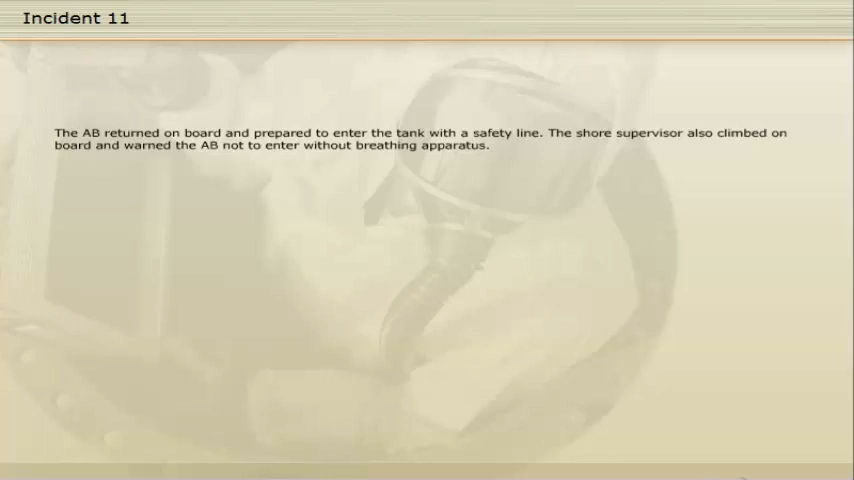 Incident 11
The AB returned on board and prepared to enter the tank with a safety line. The shore supervisor also climbed on
board and warned the AB not to enter without breathing apparatus.